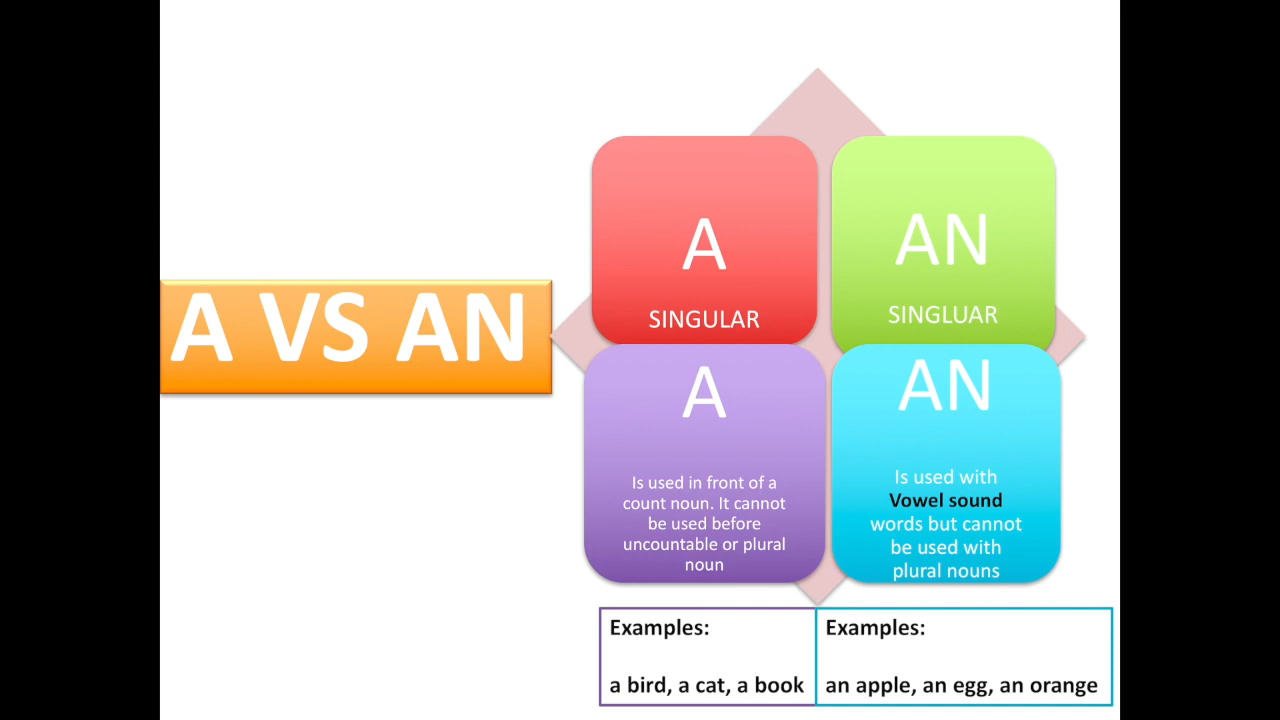 A VS AN
A
SINGULAR
AN
SINGLUAR
A
Is used in front of a
count noun. It cannot
be used before
uncountable or plural
noun
AN
Is used with
Vowel sound
words but cannot
be used with
plural nouns
Examples:
a bird, a cat, a book
Examples:
an apple, an egg, an orange